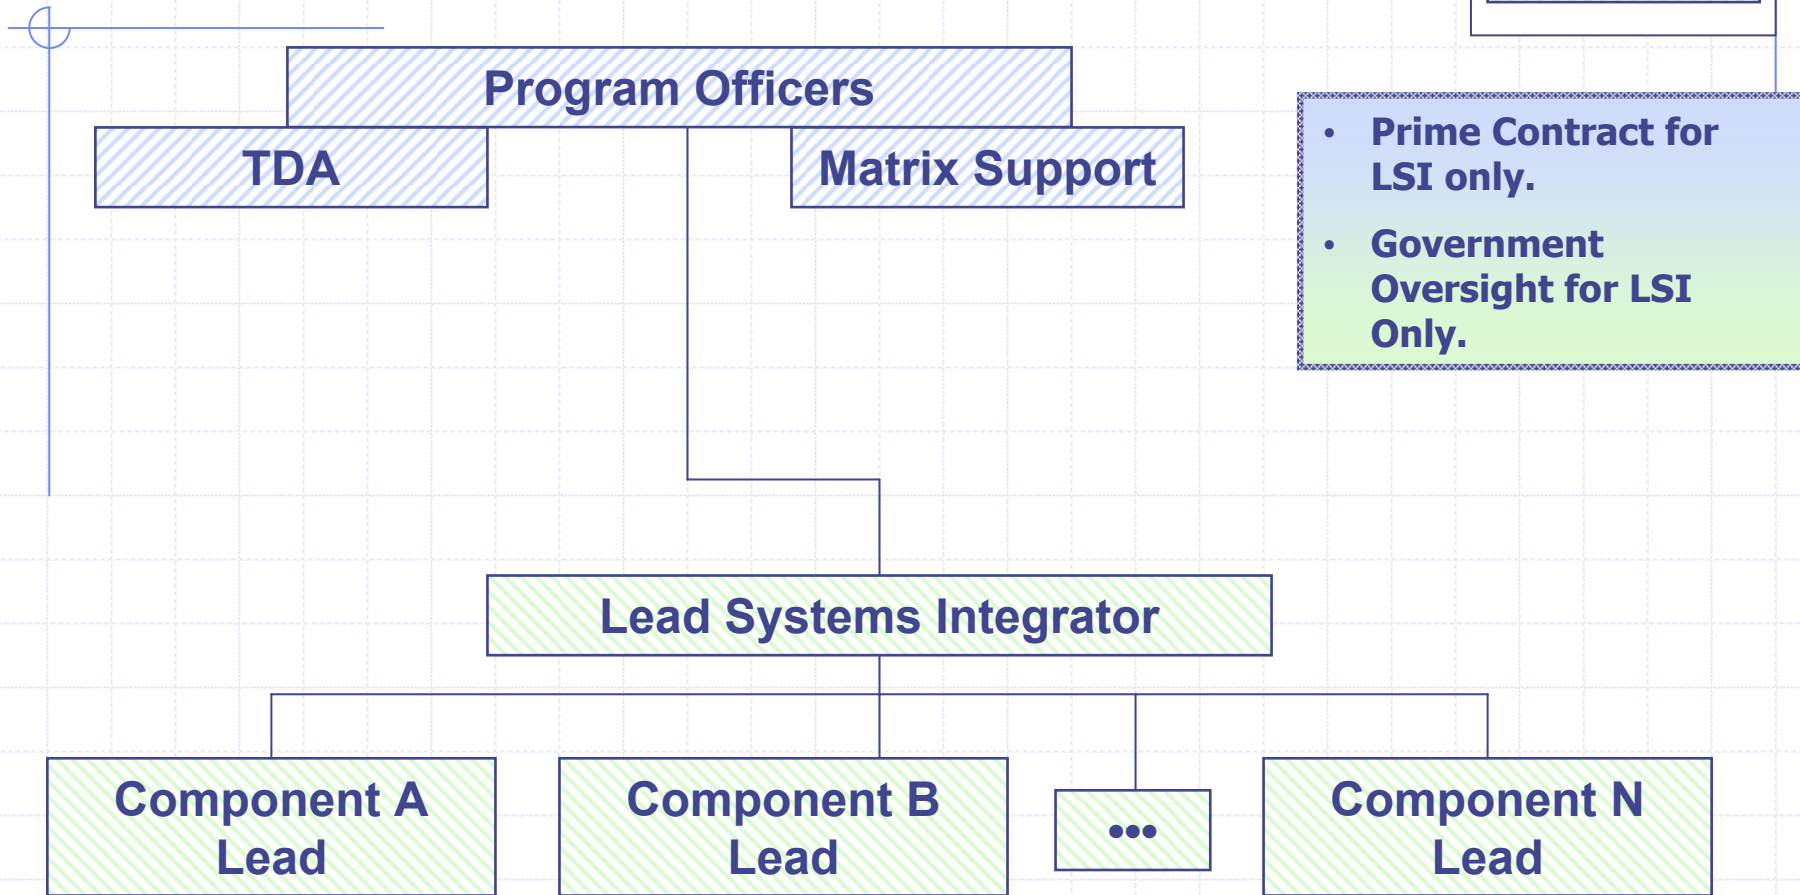 Program Officers
TDA
Matrix Support
• Prime Contract for
LSI only.
• Government
Oversight for LSI
Only.
Lead Systems Integrator
Component A
Lead
Component B
Lead
•••
Component N
Lead